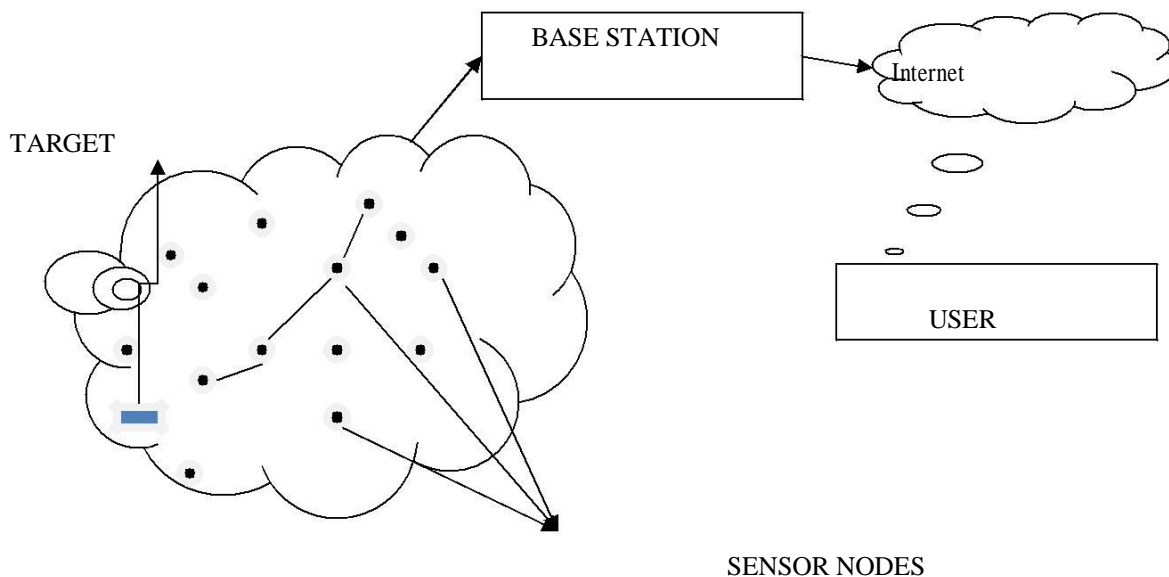 BASE STATION
Internet
TARGET
USER
SENSOR NODES